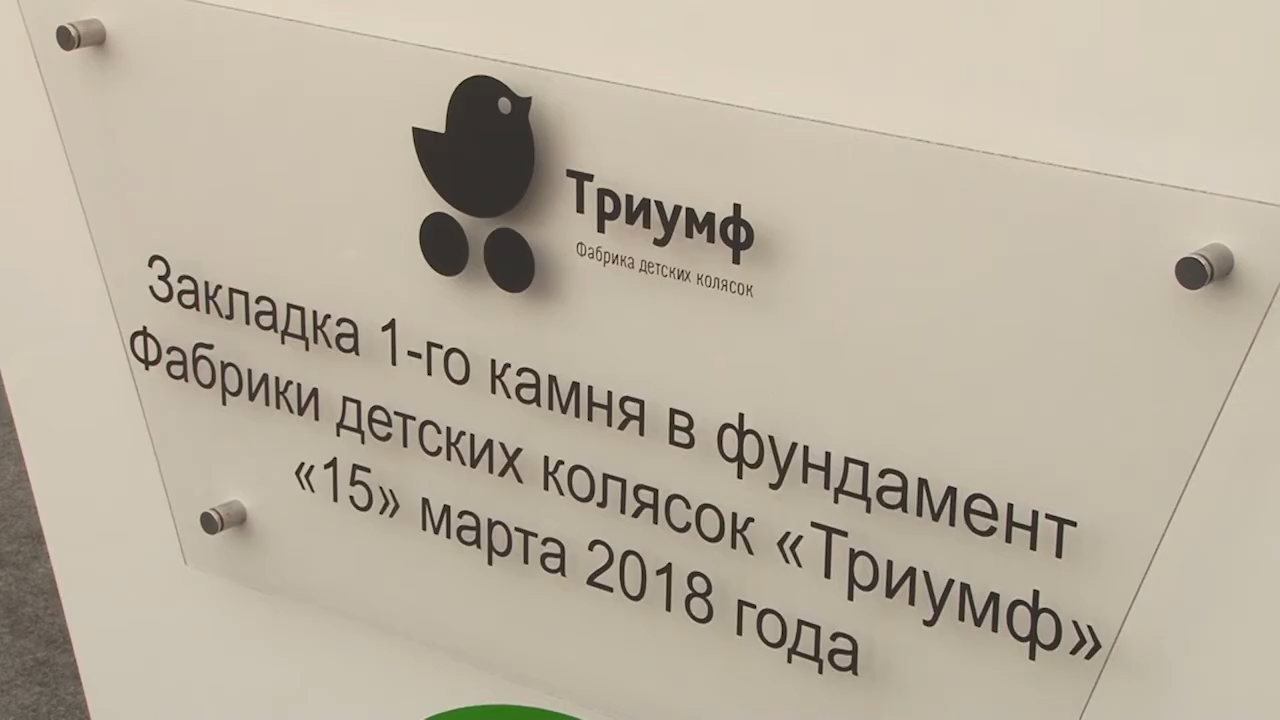 Триумф
Фабрика детских колясок
Закладка 1-го камня в фундамент
Фабрики детских колясок «Триумф»
«15» марта 2018 года